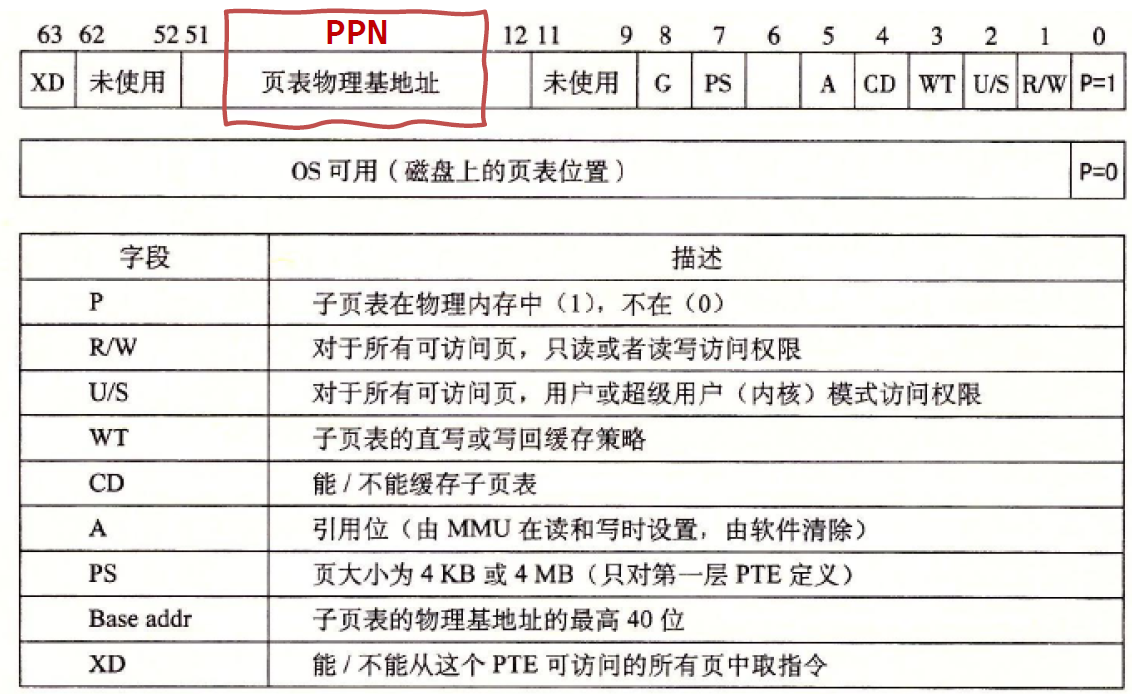 PPN
63 62 52 51 12 11 9 8 7 6 5 4 3 2 1 0
XD 未使用 页表物理基地址 未使用 G PS A CD WT U/S R/W P=1
OS 可用（磁盘上的页表位置） P=0
字段 描述
P 子页表在物理内存中（1），不在（0）
R/W 对于所有可访问页，只读或者读写访问权限
U/S 对于所有可访问页，用户或超级用户（内核）模式访问权限
WT 子页表的直写或写回缓存策略
CD 能 / 不能缓存子页表
A 引用位（由 MMU 在读和写时设置，由软件清除）
PS 页大小为 4 KB 或 4 MB（只对第一层 PTE 定义）
Base addr 子页表的物理基地址的最高 40 位
XD 能 / 不能从这个 PTE 可访问的所有页中取指令